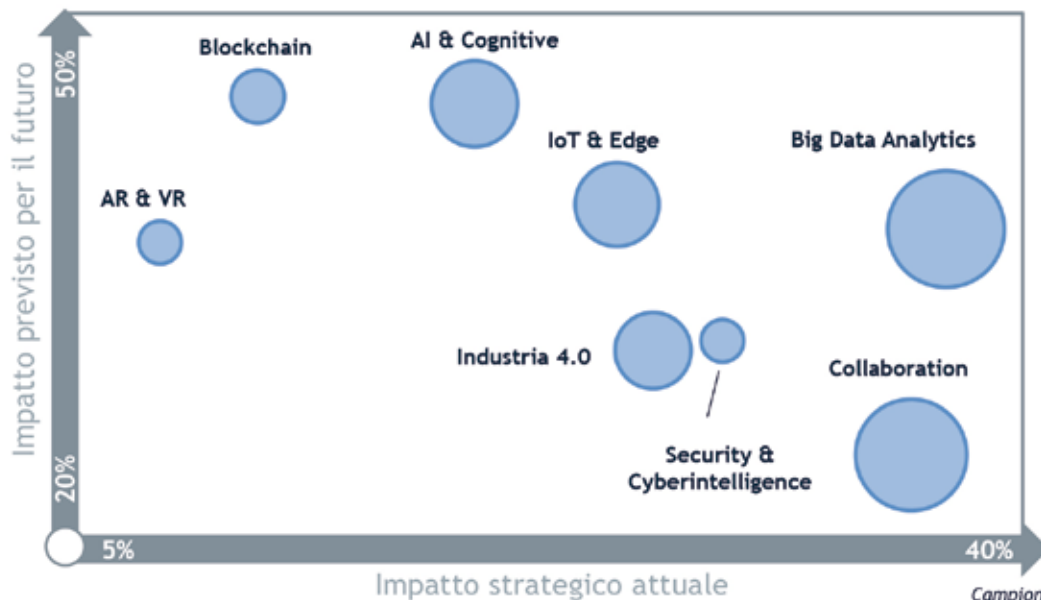 50%
Impatto previsto per il futuro
20%
Blockchain
AI & Cognitive
IoT & Edge
Big Data Analytics
AR & VR
Industria 4.0
Collaboration
Security &
Cyberintelligence
5%
40%
Impatto strategico attuale